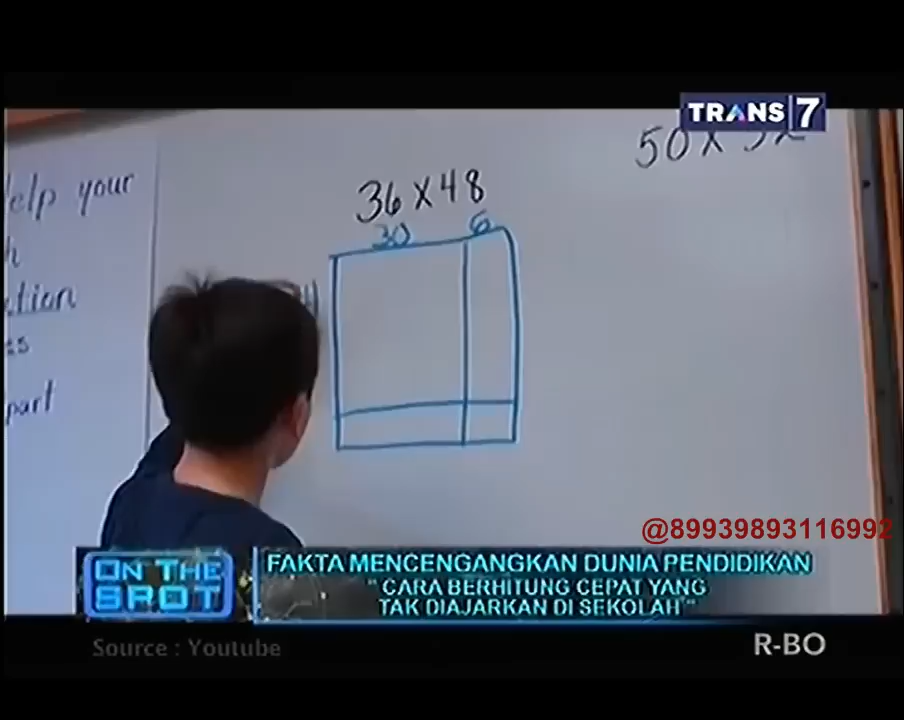 TRANS 7
50 X
elp your
36 X 48
30 6
ction
part
@89939893116992
ON THE SPOT
FAKTA MENCENGANGKAN DUNIA PENDIDIKAN
"CARA BERHITUNG CEPAT YANG
TAK DIAJARKAN DI SEKOLAH"
Source : Youtube
R-BO